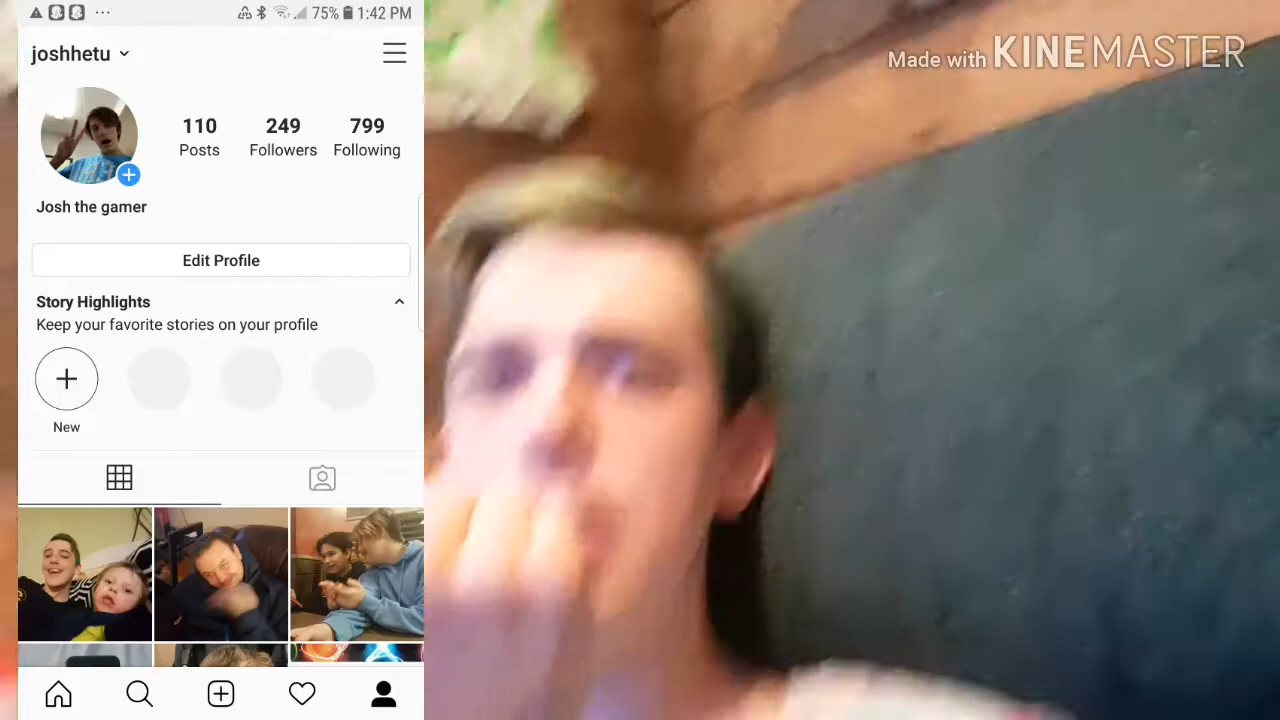 75% 1:42 PM
joshhetu
Made with KINEMASTER
110 249 799
Posts Followers Following
Josh the gamer
Edit Profile
Story Highlights
Keep your favorite stories on your profile
New